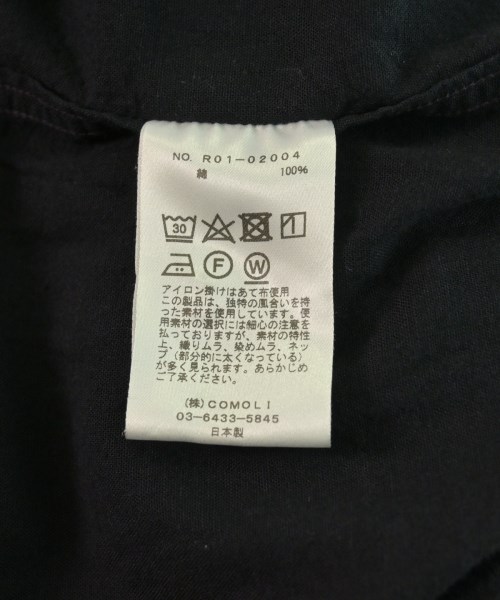 NO. R01-02004
綿 100%
30
F
W
アイロン掛けはあて布使用
この製品は、独特の風合いを持
った素材を使用しています。使
用素材の選択には細心の注意を
払っておりますが、素材の特性
上、織りムラ、染めムラ、ネッ
プ（部分的に太くなっている）
が多く見られます。あらかじめ
ご了承ください。
(株)COMOLI
03-6433-5845
日本製